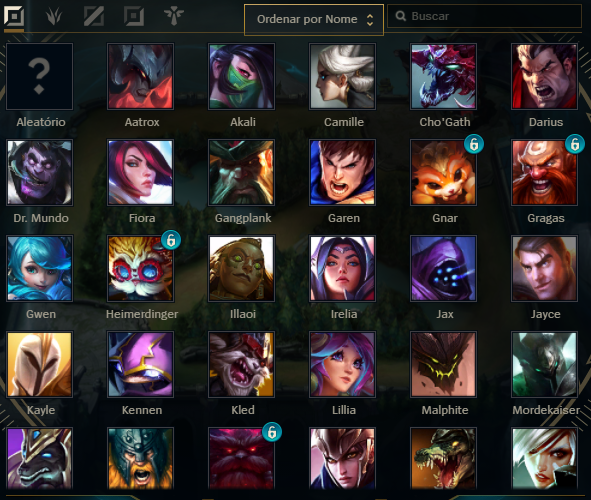 Ordenar por Nome
Buscar
?
Aleatório Aatrox Akali Camille Cho'Gath Darius
Dr. Mundo Fiora Gangplank Garen Gnar Gragas
Gwen Heimerdinger Illaoi Irelia Jax Jayce
Kayle Kennen Kled Lillia Malphite Mordekaiser